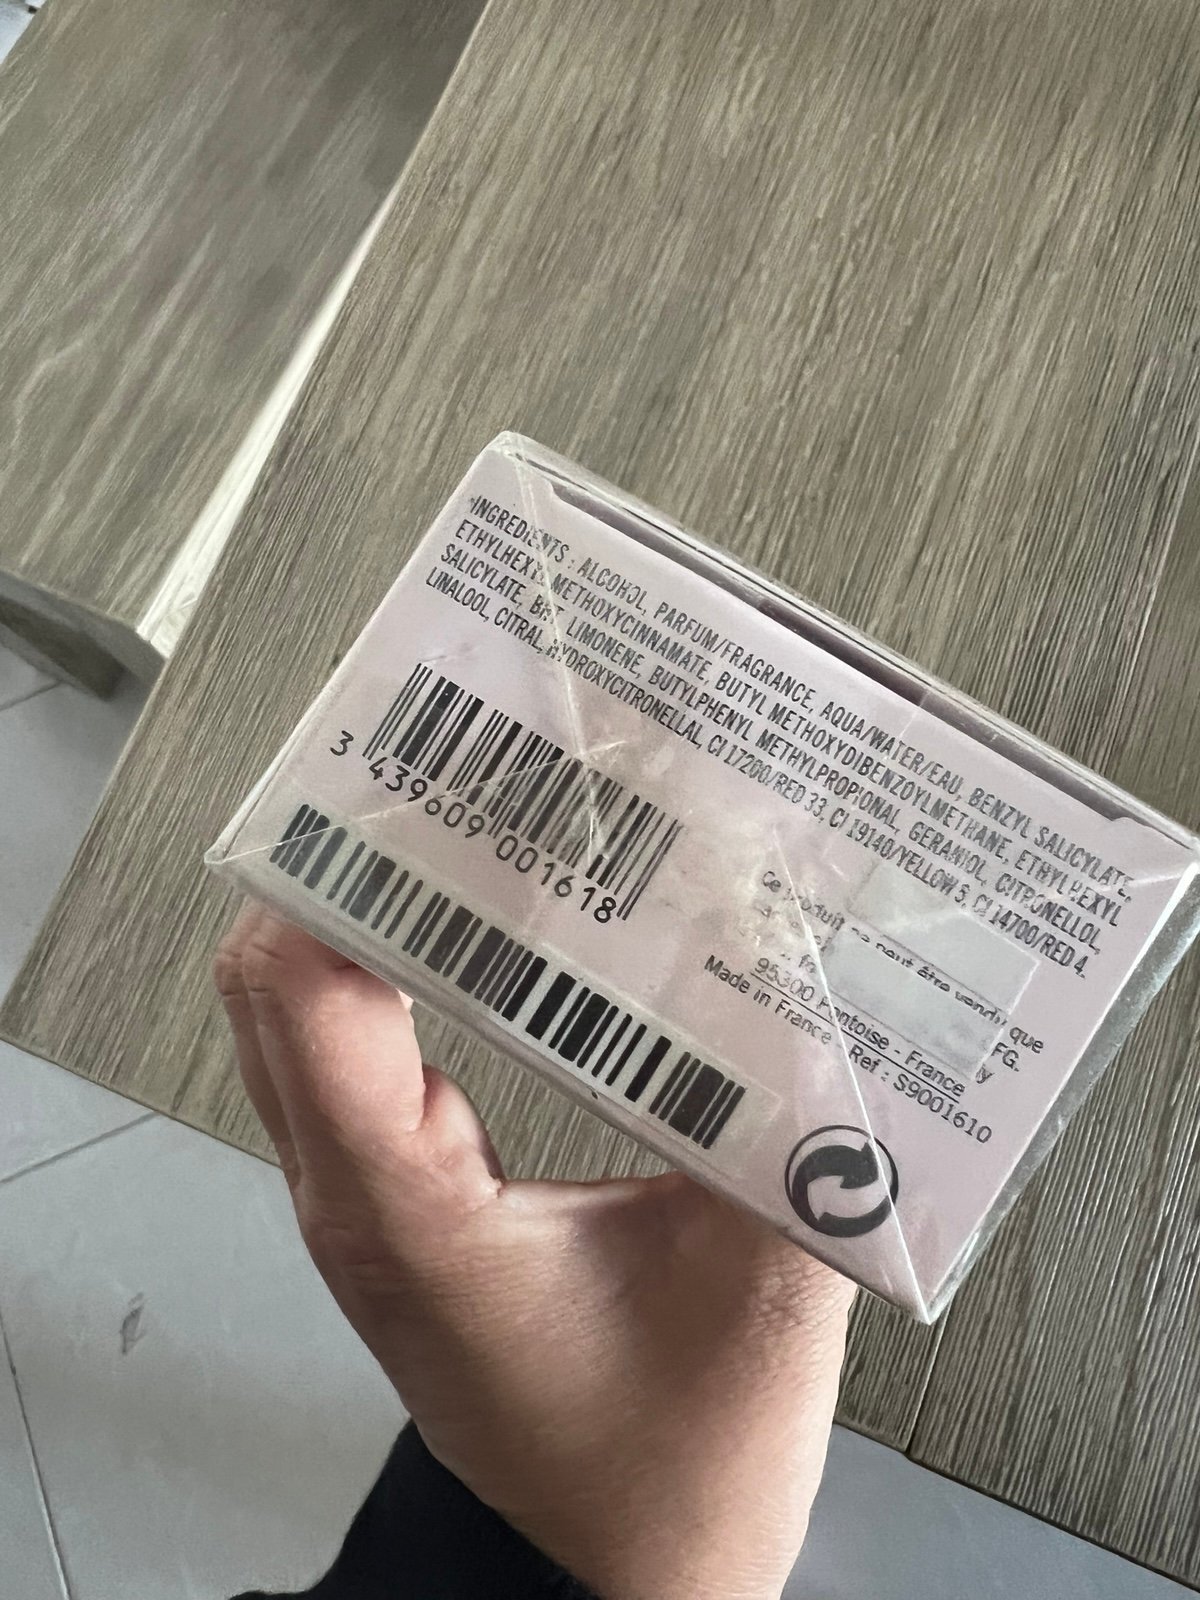 INGREDIENTS : ALCOHOL, PARFUM/FRAGRANCE, AQUA/WATER/EAU, BENZYL SALICYLATE,
ETHYLHEXYL METHOXYCINNAMATE, BUTYL METHOXYDIBENZOYLMETHANE, ETHYLHEXYL
SALICYLATE, BHT, LIMONENE, BUTYLPHENYL METHYLPROPIONAL, GERANIOL, CITRONELLOL,
LINALOOL, CITRAL, HYDROXYCITRONELLAL, CI 17200/RED 33, CI 19140/YELLOW 5, CI 14700/RED 4.
3 439609 001618
Ce produit ne peut être vendu que
FG.
95300 Pontoise - France
Made in France - Ref : S9001610